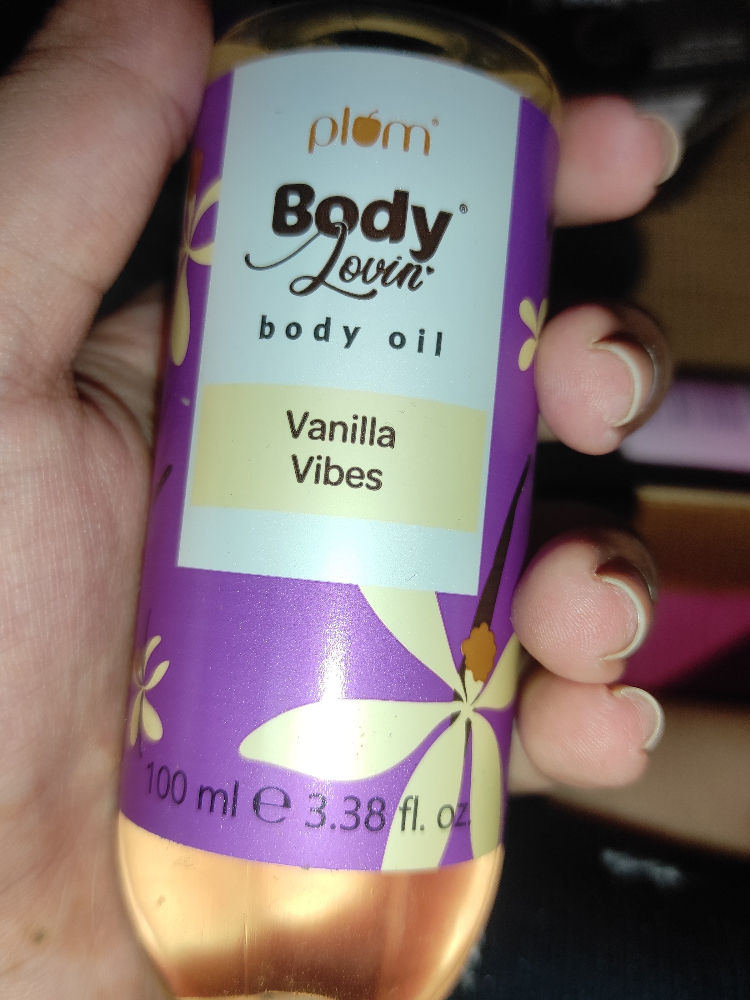 plum®
Body®
Lovin'
body oil
Vanilla
Vibes
100 ml ℮ 3.38 fl. oz.